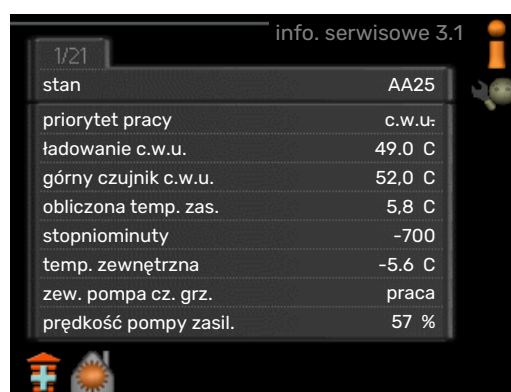 info. serwisowe 3.1
1/21
stan AA25
priorytet pracy c.w.u.
ładowanie c.w.u. 49.0 C
górny czujnik c.w.u. 52,0 C
obliczona temp. zas. 5,8 C
stopniominuty -700
temp. zewnętrzna -5.6 C
zew. pompa cz. grz. praca
prędkość pompy zasil. 57 %